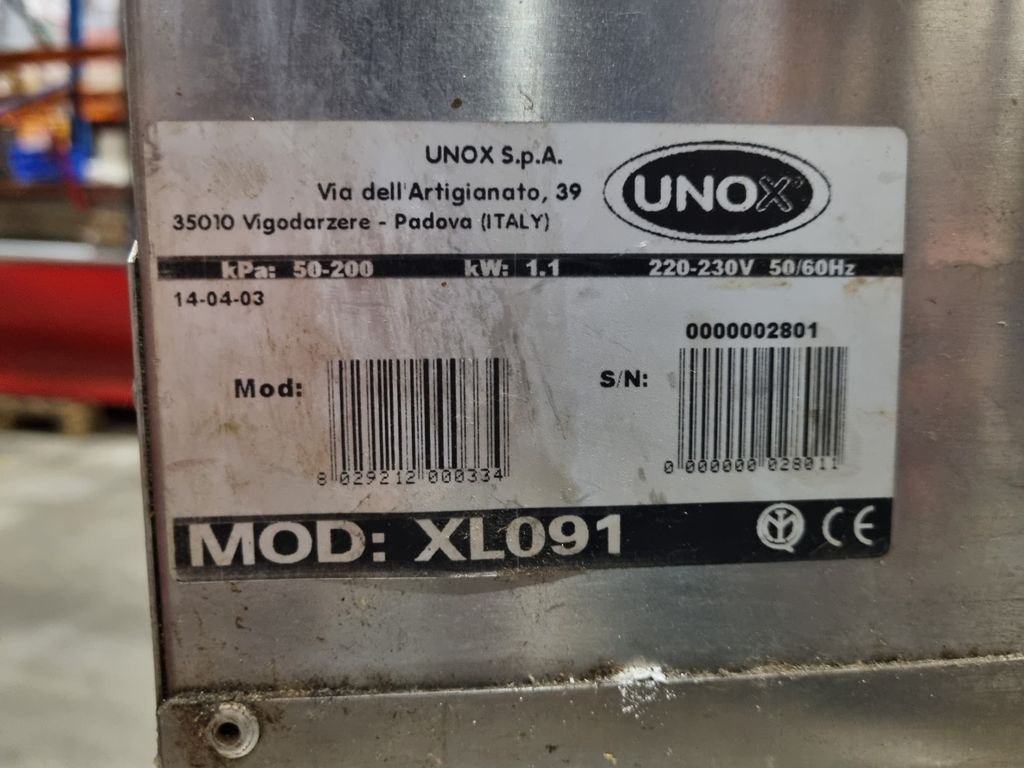 UNOX S.p.A.
Via dell'Artigianato, 39
35010 Vigodarzere - Padova (ITALY)
UNOX
kPa: 50-200 kW: 1.1 220-230V 50/60Hz
14-04-03
0000002801
Mod: S/N:
8 029212 000334
0 000000 028011
MOD: XL091 CE